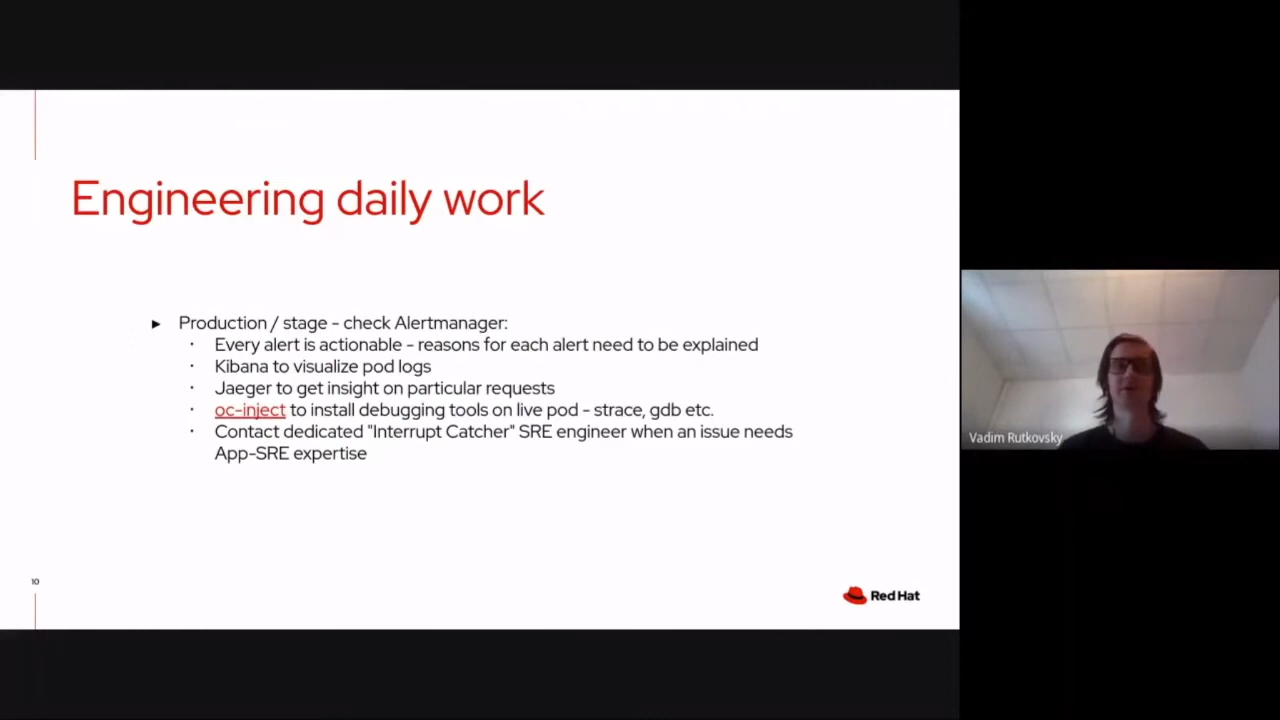 Engineering daily work
► Production / stage - check Alertmanager:
· Every alert is actionable - reasons for each alert need to be explained
· Kibana to visualize pod logs
· Jaeger to get insight on particular requests
· oc-inject to install debugging tools on live pod - strace, gdb etc.
· Contact dedicated "Interrupt Catcher" SRE engineer when an issue needs
App-SRE expertise
10
Red Hat
Vadim Rutkovsky